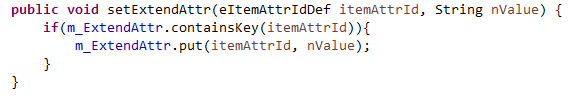 public void setExtendAttr(eItemAttrIdDef itemAttrId, String nValue) {
if(m_ExtendAttr.containsKey(itemAttrId)){
m_ExtendAttr.put(itemAttrId, nValue);
}
}